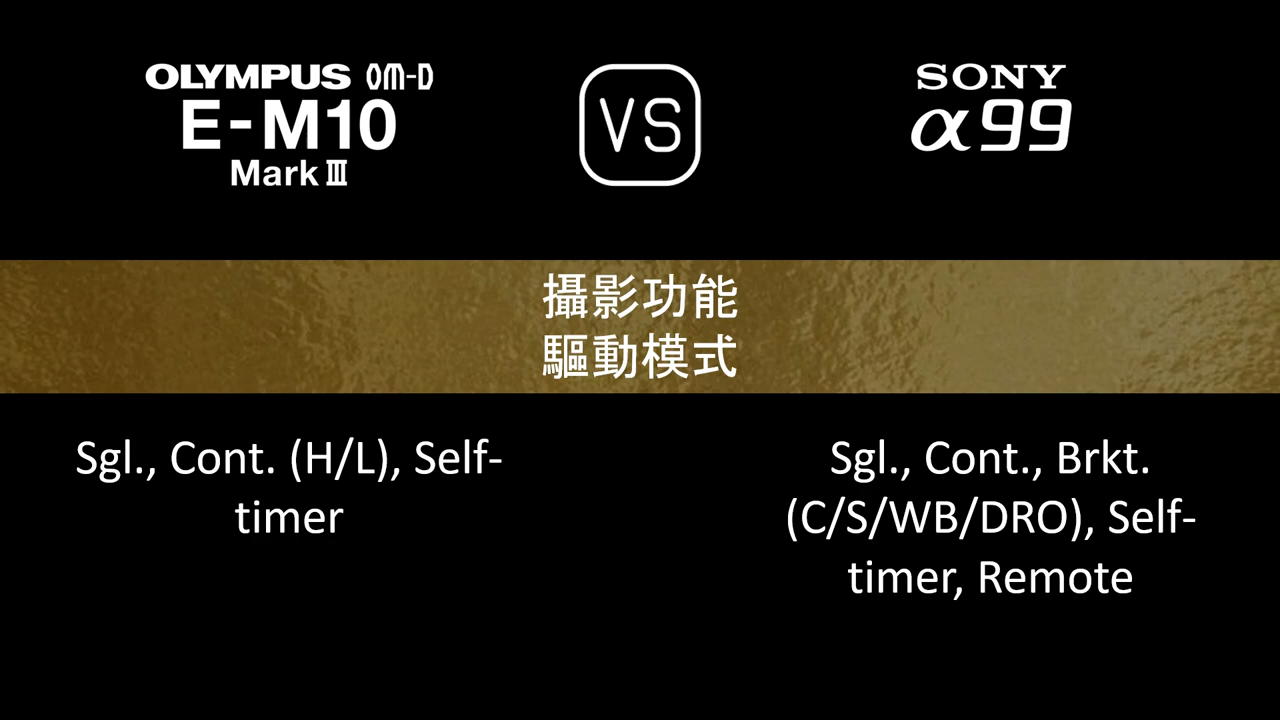 OLYMPUS OM-D
E-M10
Mark III
VS
SONY
α99
攝影功能
驅動模式
Sgl., Cont. (H/L), Self-
timer
Sgl., Cont., Brkt.
(C/S/WB/DRO), Self-
timer, Remote